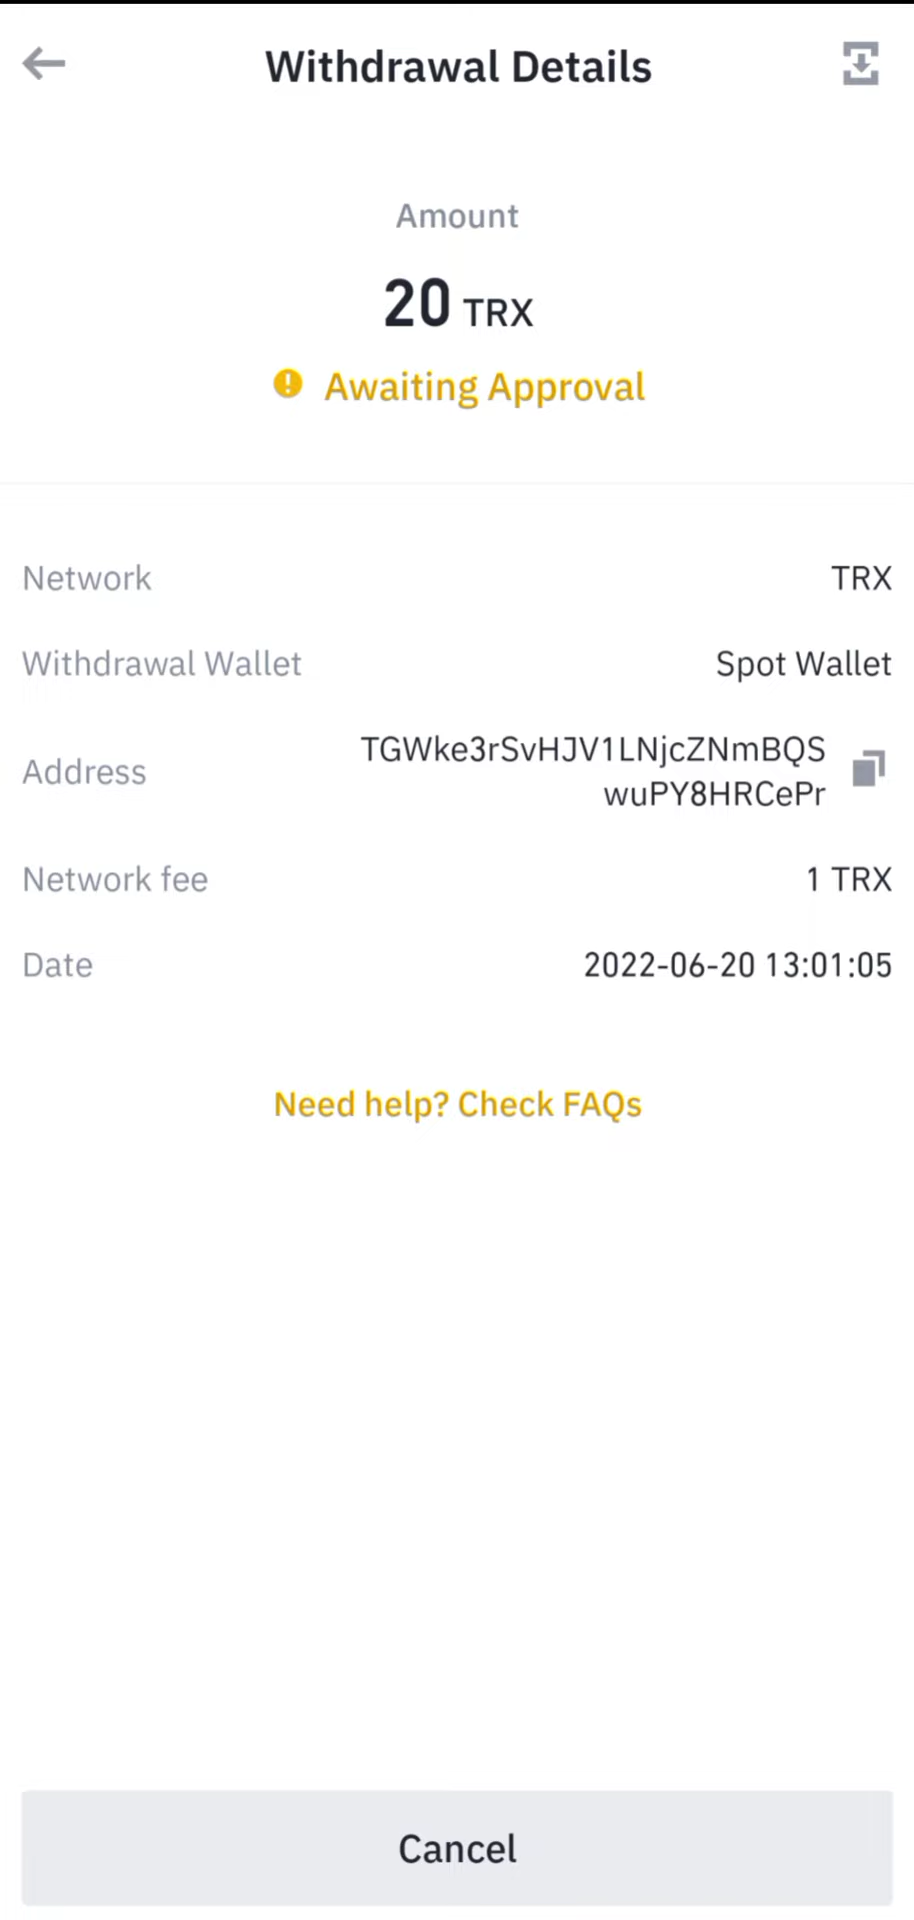 Withdrawal Details
Amount
20 TRX
Awaiting Approval
Network
TRX
Withdrawal Wallet
Spot Wallet
Address
TGWke3rSvHJV1LNjcZNmBQS
wuPY8HRCePr
Network fee
1 TRX
Date
2022-06-20 13:01:05
Need help? Check FAQs
Cancel